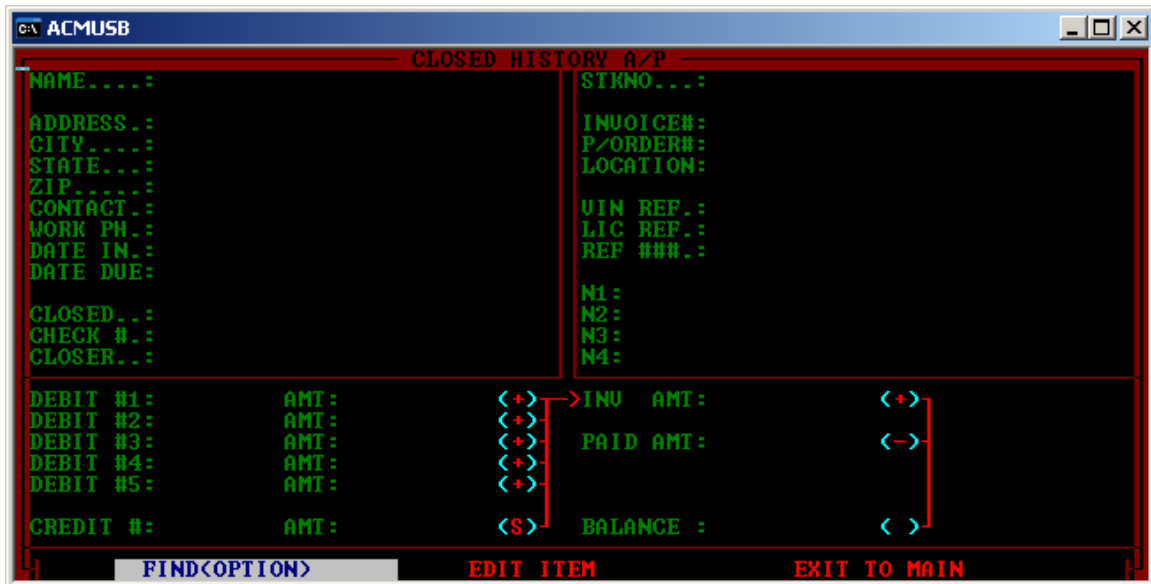 ACMUSB
CLOSED HISTORY A/P
NAME....:
ADDRESS.:
CITY....:
STATE...:
ZIP.....:
CONTACT.:
WORK PH.:
DATE IN.:
DATE DUE:
CLOSED..:
CHECK #.:
CLOSER..:
STKNO...:
INVOICE#:
P/ORDER#:
LOCATION:
VIN REF.:
LIC REF.:
REF ###.:
N1:
N2:
N3:
N4:
DEBIT #1: AMT: (+)
DEBIT #2: AMT: (+)
DEBIT #3: AMT: (+)
DEBIT #4: AMT: (+)
DEBIT #5: AMT: (+)
CREDIT #: AMT: (S)
>INV AMT: (+)
PAID AMT: (-)
BALANCE : ( )
FIND(OPTION) EDIT ITEM EXIT TO MAIN